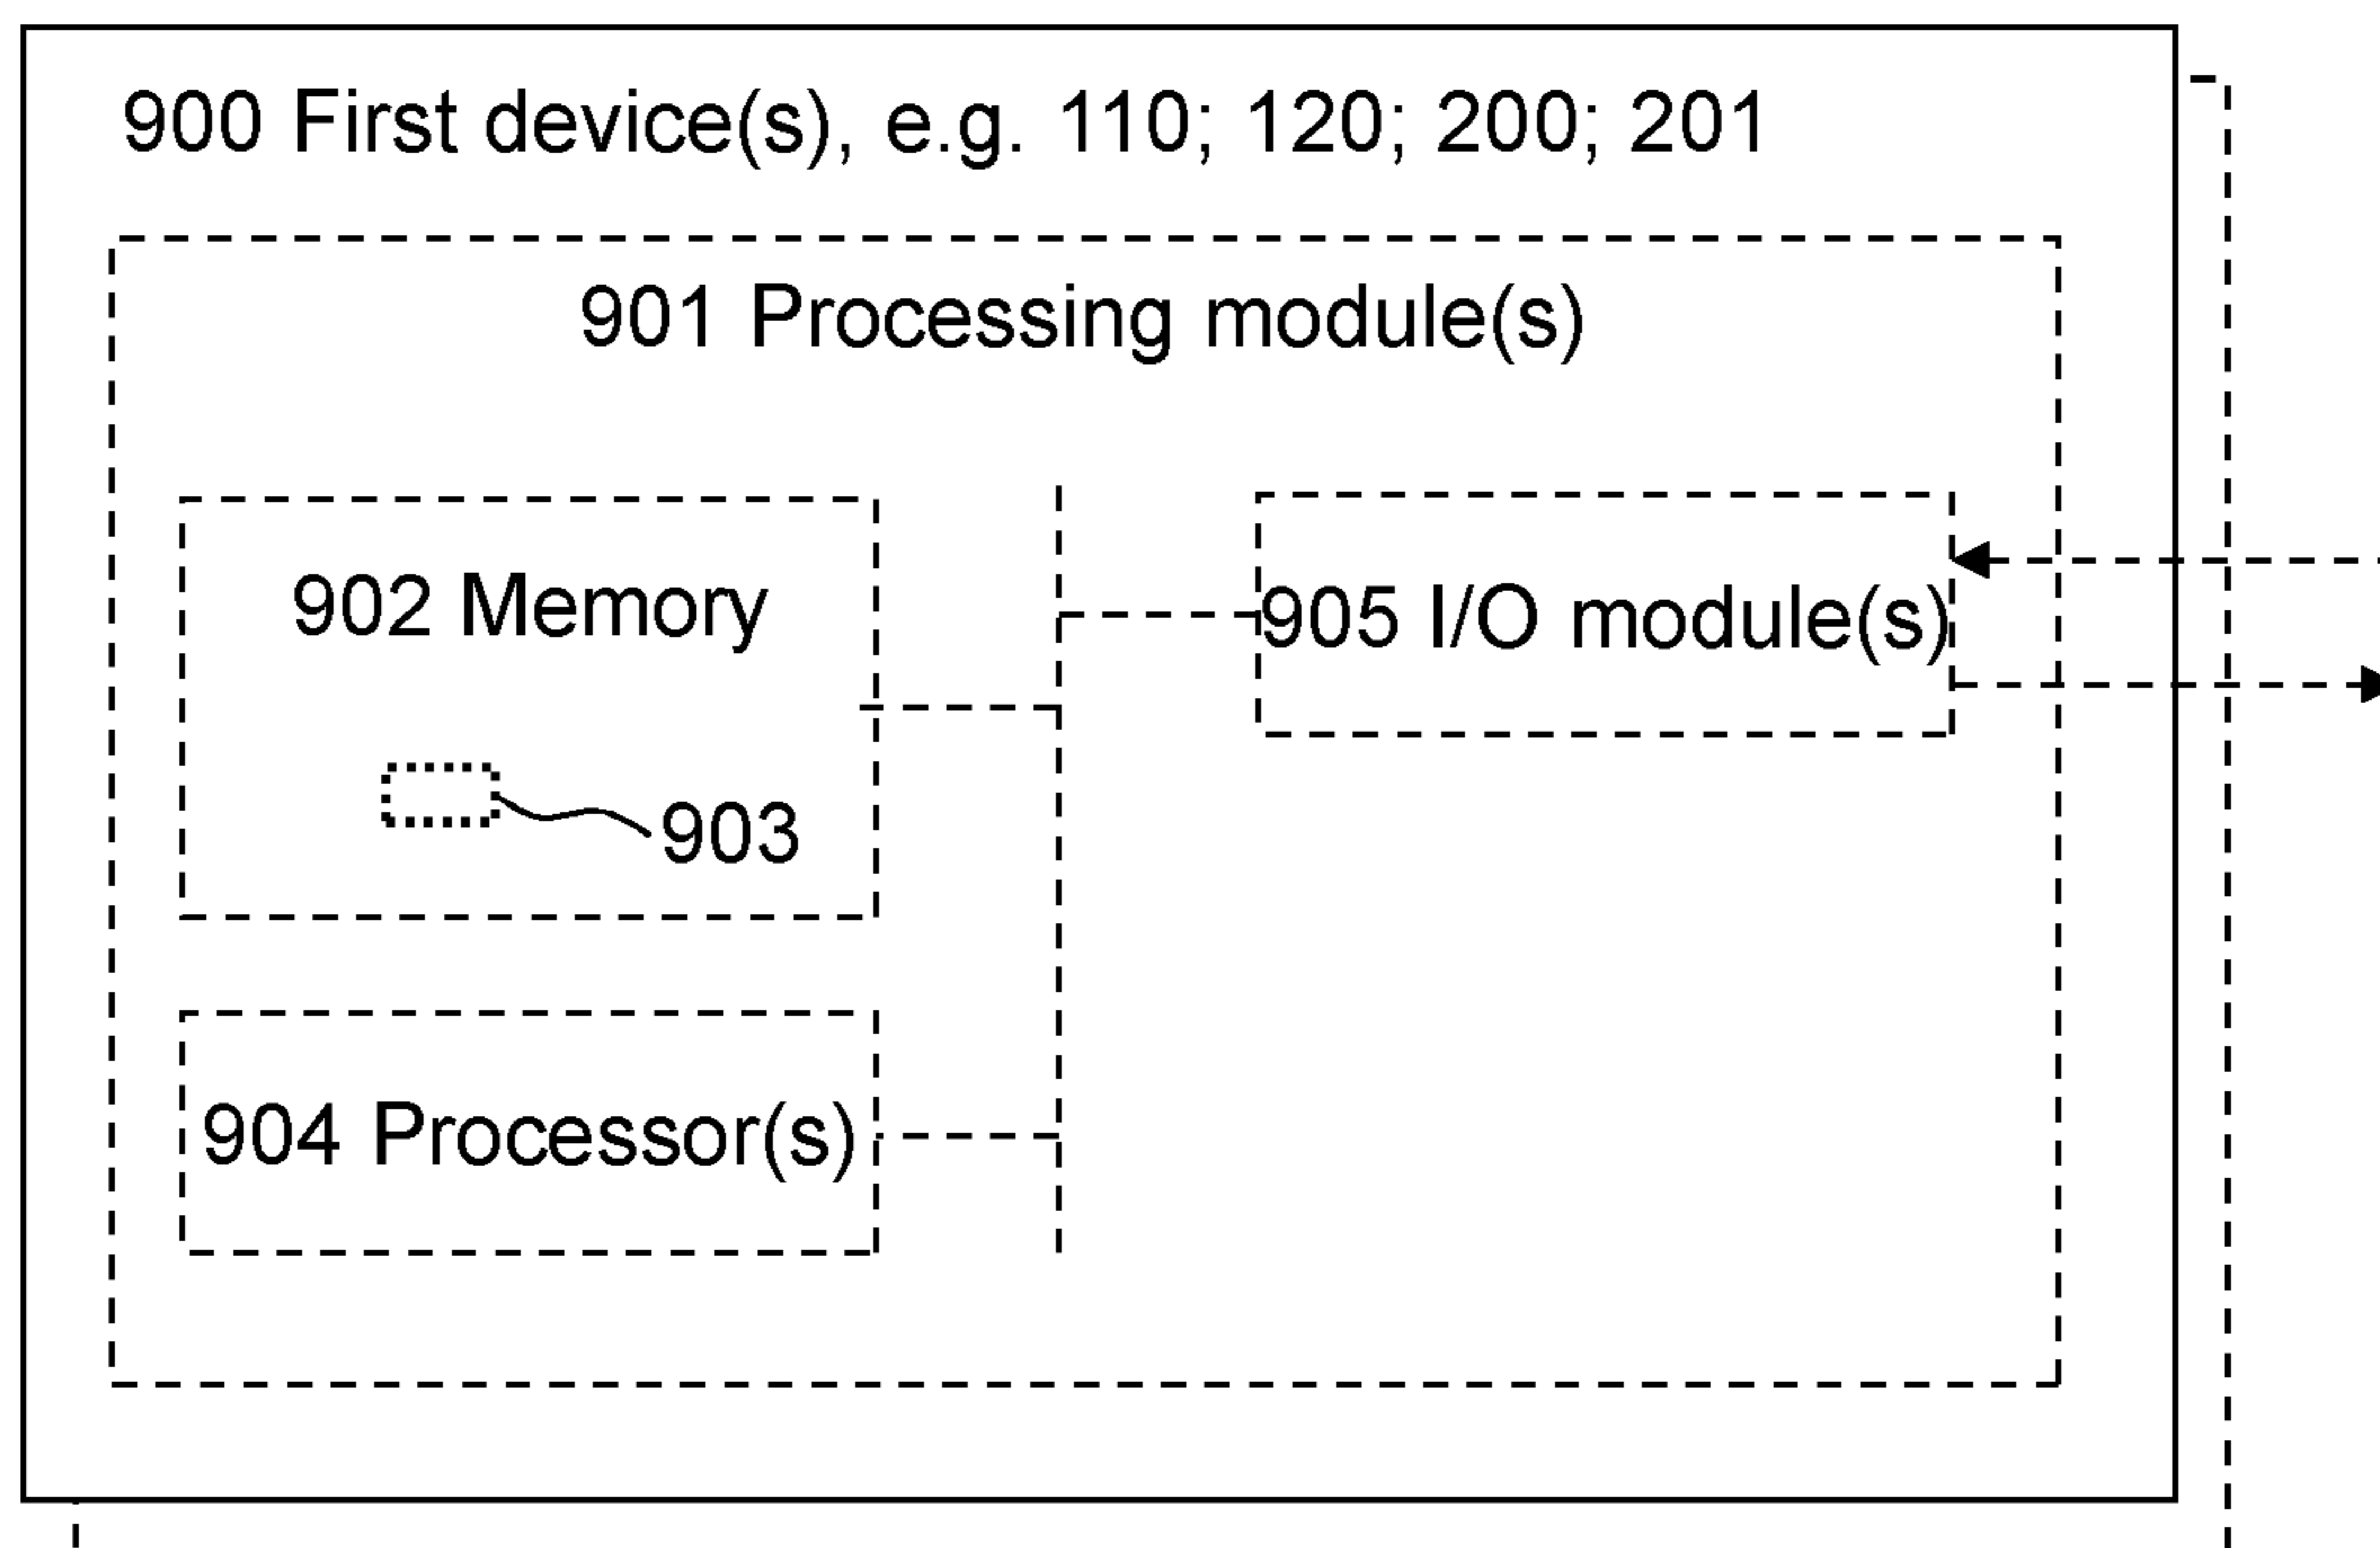 900 First device(s), e.g. 110; 120; 200; 201
901 Processing module(s)
902 Memory
905 I/O module(s)
903
904 Processor(s)